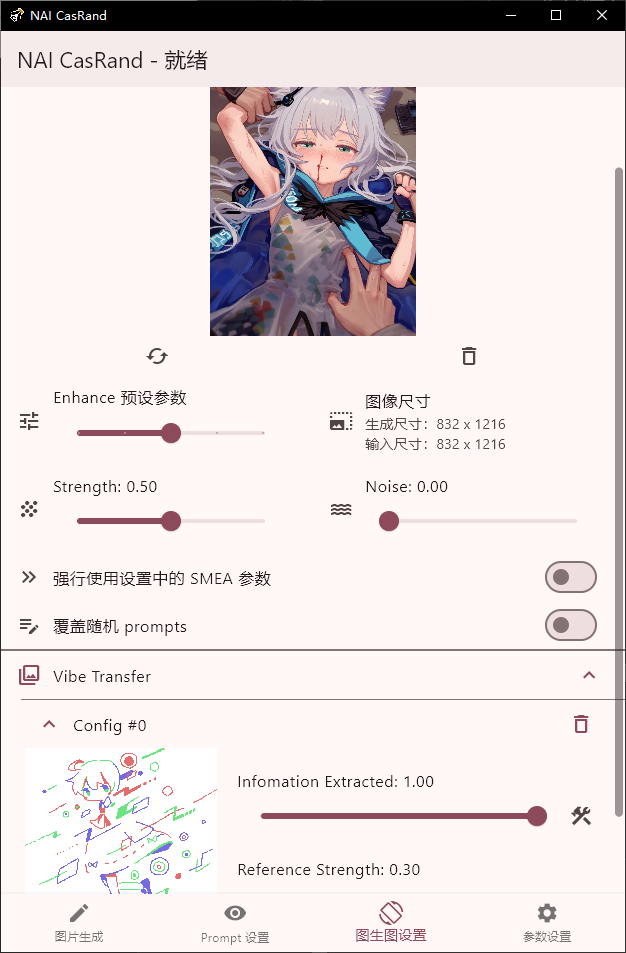 NAI CasRand
NAI CasRand - 就绪
Enhance 预设参数
图像尺寸
生成尺寸：832 x 1216
输入尺寸：832 x 1216
Strength: 0.50
Noise: 0.00
强行使用设置中的 SMEA 参数
覆盖随机 prompts
Vibe Transfer
Config #0
Infomation Extracted: 1.00
Reference Strength: 0.30
图片生成
Prompt 设置
图生图设置
参数设置